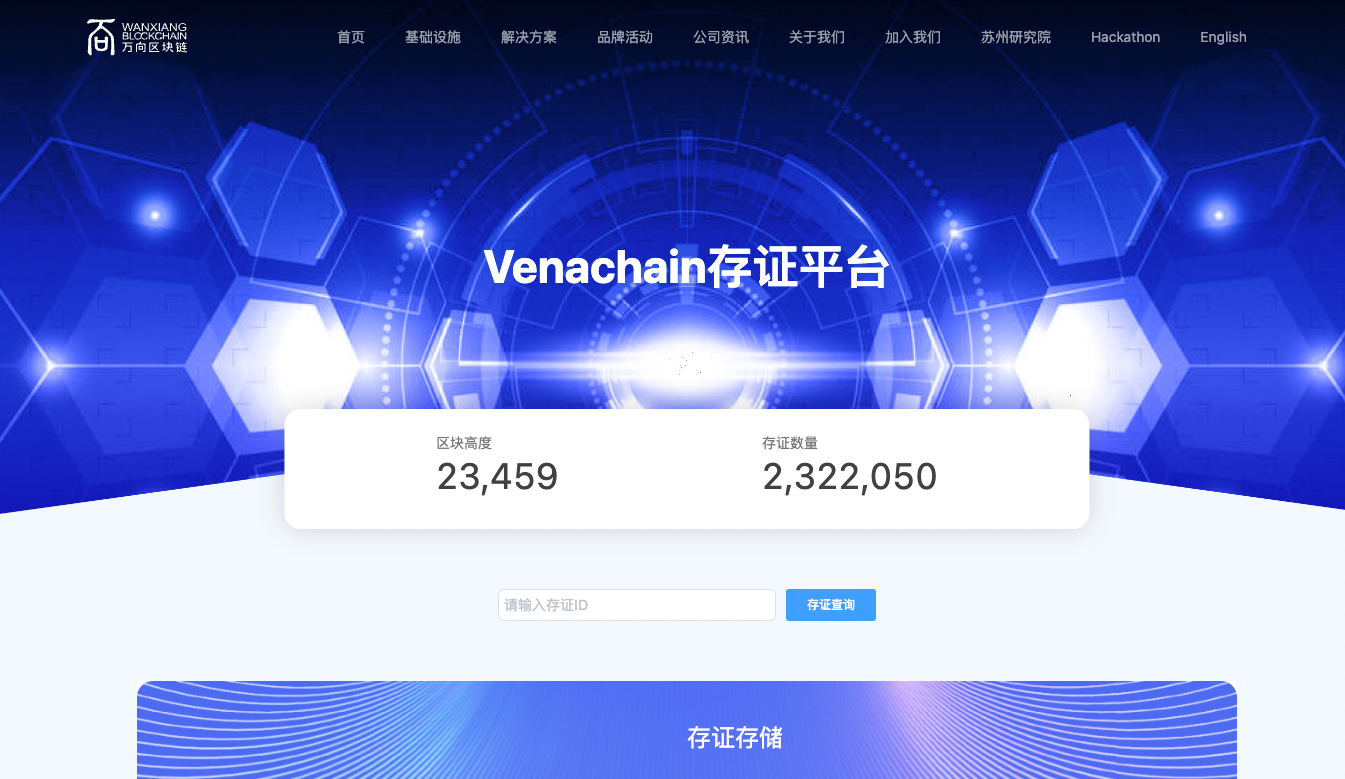 WANXIANG
BLOCKCHAIN
万向区块链
首页 基础设施 解决方案 品牌活动 公司资讯 关于我们 加入我们 苏州研究院 Hackathon English
Venachain存证平台
区块高度 存证数量
23,459 2,322,050
请输入存证ID 存证查询
存证存储